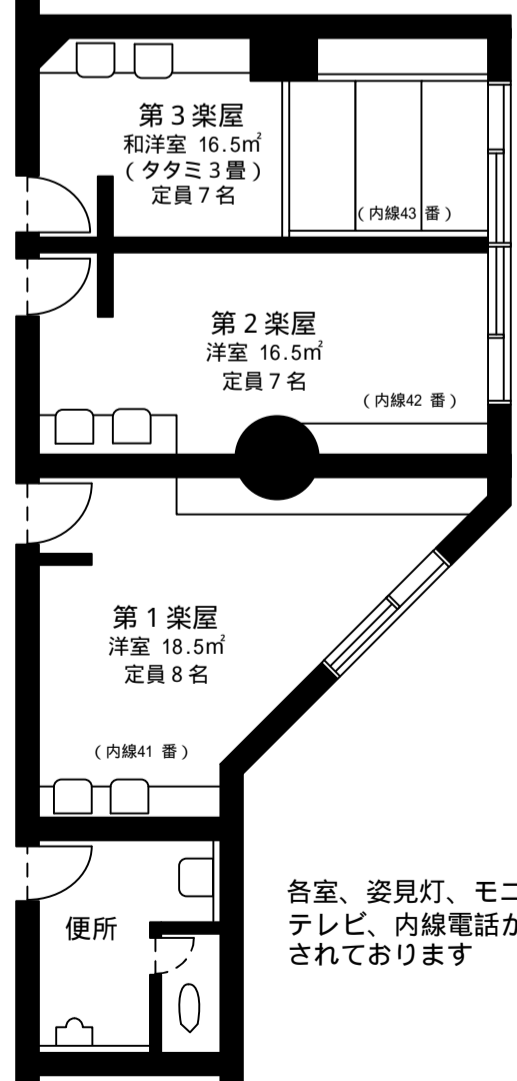 第3楽屋
和洋室 16.5㎡
(タタミ3畳)
定員7名
(内線43 番)
第2楽屋
洋室 16.5㎡
定員7名
(内線42 番)
第1楽屋
洋室 18.5㎡
定員8名
(内線41 番)
便所
各室、姿見灯、モニ
テレビ、内線電話が
されております